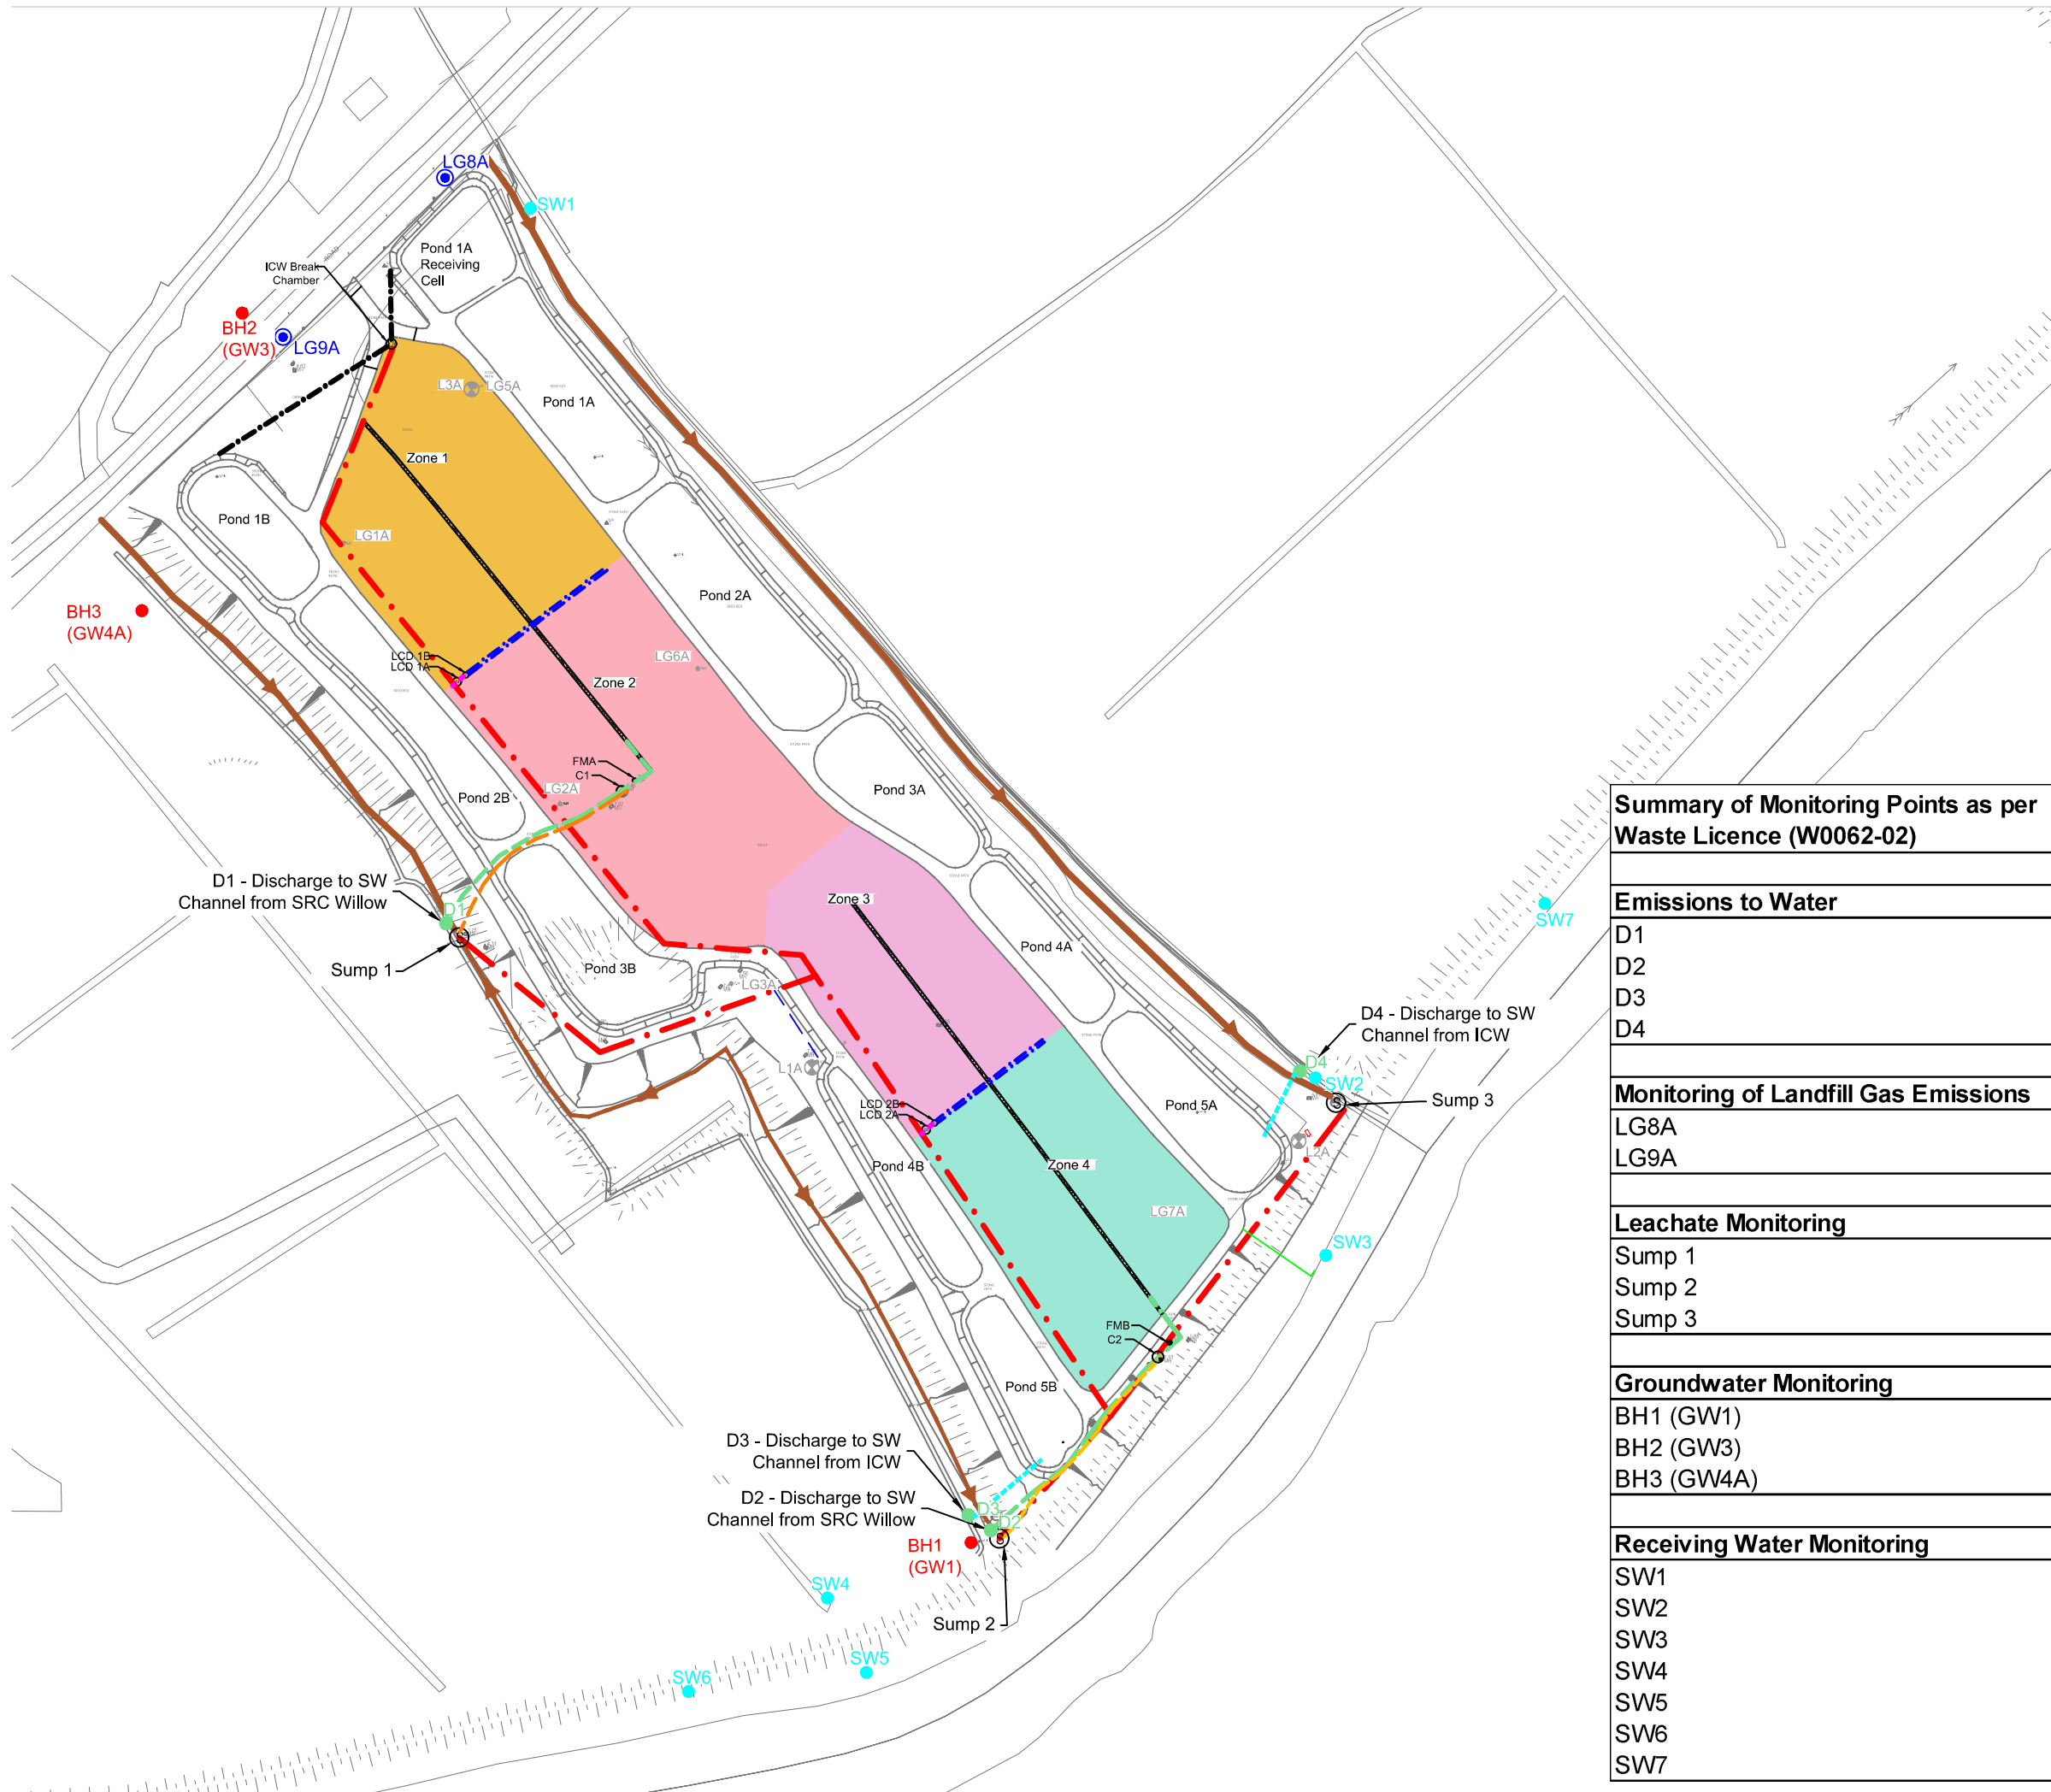 LG8A
SW1
Pond 1A
Receiving
Cell
ICW Break
Chamber
BH2
(GW3)
LG9A
L3A
LG5A
Pond 1A
Zone 1
Pond 1B
LG1A
BH3
(GW4A)
Pond 2A
LCD 1B
LCD 1A
LG6A
Zone 2
FMA
C1
LG2A
Pond 2B
Pond 3A
D1 - Discharge to SW
Channel from SRC Willow
D1
Sump 1
Pond 3B
LG3A
Zone 3
Pond 4A
SW7
D4 - Discharge to SW
Channel from ICW
D4
SW2
Sump 3
S
L1A
LCD 2B
LCD 2A
Pond 5A
L2A
Pond 4B
Zone 4
LG7A
SW3
FMB
C2
Pond 5B
D3 - Discharge to SW
Channel from ICW
D2 - Discharge to SW
Channel from SRC Willow
D3
D2
S
BH1
(GW1)
SW4
Sump 2
SW5
SW6
Summary of Monitoring Points as per
Waste Licence (W0062-02)
Emissions to Water
D1
D2
D3
D4
Monitoring of Landfill Gas Emissions
LG8A
LG9A
Leachate Monitoring
Sump 1
Sump 2
Sump 3
Groundwater Monitoring
BH1 (GW1)
BH2 (GW3)
BH3 (GW4A)
Receiving Water Monitoring
SW1
SW2
SW3
SW4
SW5
SW6
SW7